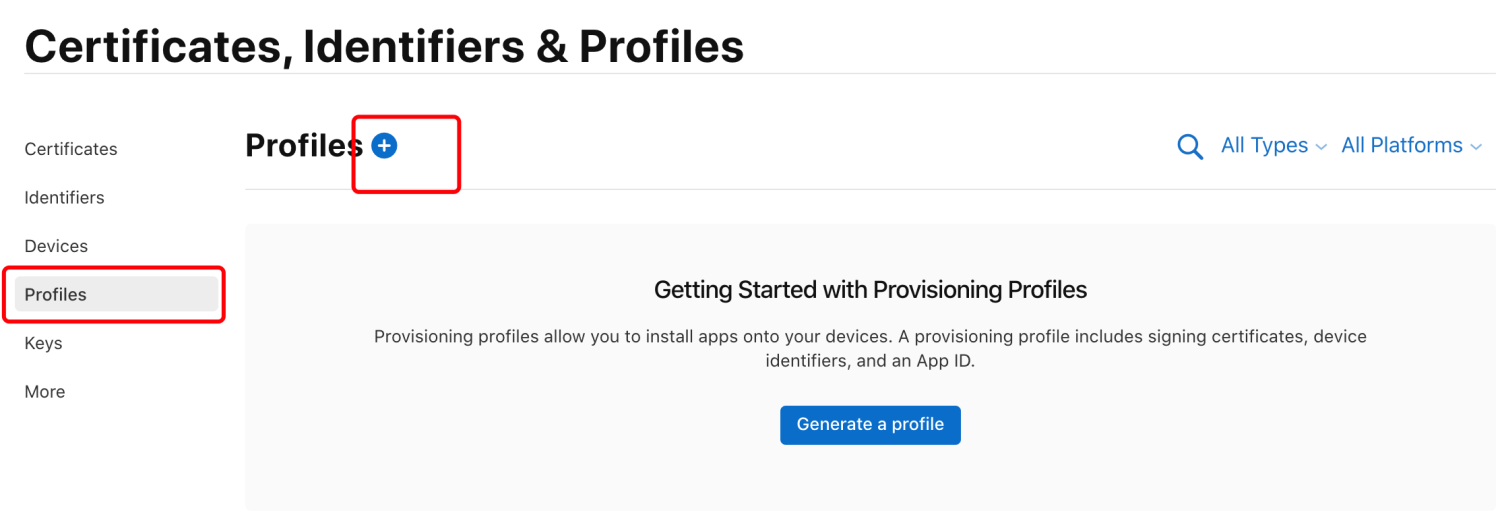 Certificates, Identifiers & Profiles
Certificates
Identifiers
Devices
Profiles
Keys
More
Profiles
All Types
All Platforms
Getting Started with Provisioning Profiles
Provisioning profiles allow you to install apps onto your devices. A provisioning profile includes signing certificates, device
identifiers, and an App ID.
Generate a profile